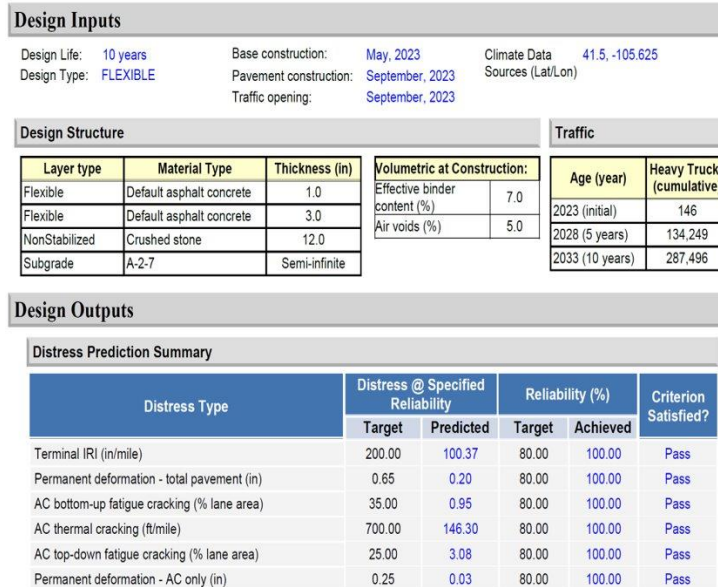 Design Inputs
Design Life: 10 years Base construction: May, 2023 Climate Data 41.5, -105.625
Design Type: FLEXIBLE Pavement construction: September, 2023 Sources (Lat/Lon)
Traffic opening: September, 2023
Design Structure
Layer type Material Type Thickness (in)
Flexible Default asphalt concrete 1.0
Flexible Default asphalt concrete 3.0
NonStabilized Crushed stone 12.0
Subgrade A-2-7 Semi-infinite
Volumetric at Construction:
Effective binder
content (%) 7.0
Air voids (%) 5.0
Traffic
Age (year) Heavy Truck
(cumulative
2023 (initial) 146
2028 (5 years) 134,249
2033 (10 years) 287,496
Design Outputs
Distress Prediction Summary
Distress Type Distress @ Specified
Reliability Reliability (%) Criterion
Satisfied?
Target Predicted Target Achieved
Terminal IRI (in/mile) 200.00 100.37 80.00 100.00 Pass
Permanent deformation - total pavement (in) 0.65 0.20 80.00 100.00 Pass
AC bottom-up fatigue cracking (% lane area) 35.00 0.95 80.00 100.00 Pass
AC thermal cracking (ft/mile) 700.00 146.30 80.00 100.00 Pass
AC top-down fatigue cracking (% lane area) 25.00 3.08 80.00 100.00 Pass
Permanent deformation - AC only (in) 0.25 0.03 80.00 100.00 Pass